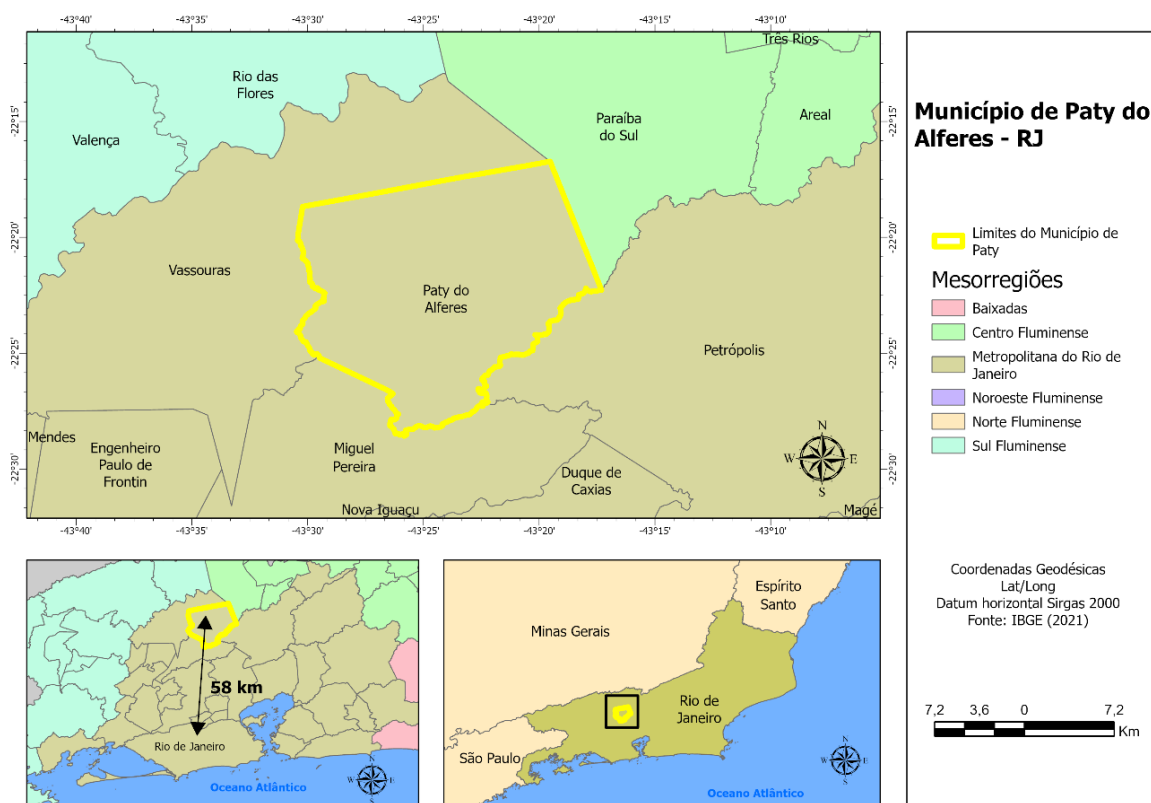 -43°40'
-43°35'
-43°30'
-43°25'
-43°20'
-43°15'
-43°10'
Três Rios
Rio das
Flores
-22°15'
-22°15'
Valença
Paraíba
do Sul
Areal
-22°20'
-22°20'
Vassouras
Paty do
Alferes
-22°25'
-22°25'
Petrópolis
Mendes
Engenheiro
Paulo de
Frontin
Miguel
Pereira
Duque de
Caxias
N
W
E
S
-22°30'
-22°30'
Nova Iguaçu
Magé
-43°40'
-43°35'
-43°30'
-43°25'
-43°20'
-43°15'
-43°10'
Município de Paty do
Alferes - RJ
Limites do Município de
Paty
Mesorregiões
Baixadas
Centro Fluminense
Metropolitana do Rio de
Janeiro
Noroeste Fluminense
Norte Fluminense
Sul Fluminense
Coordenadas Geodésicas
Lat/Long
Datum horizontal Sirgas 2000
Fonte: IBGE (2021)
7,2 3,6 0 7,2
Km
58 km
Rio de Janeiro
N
W
E
S
Oceano Atlântico
Espírito
Santo
Minas Gerais
Rio de
Janeiro
São Paulo
N
W
E
S
Oceano Atlântico